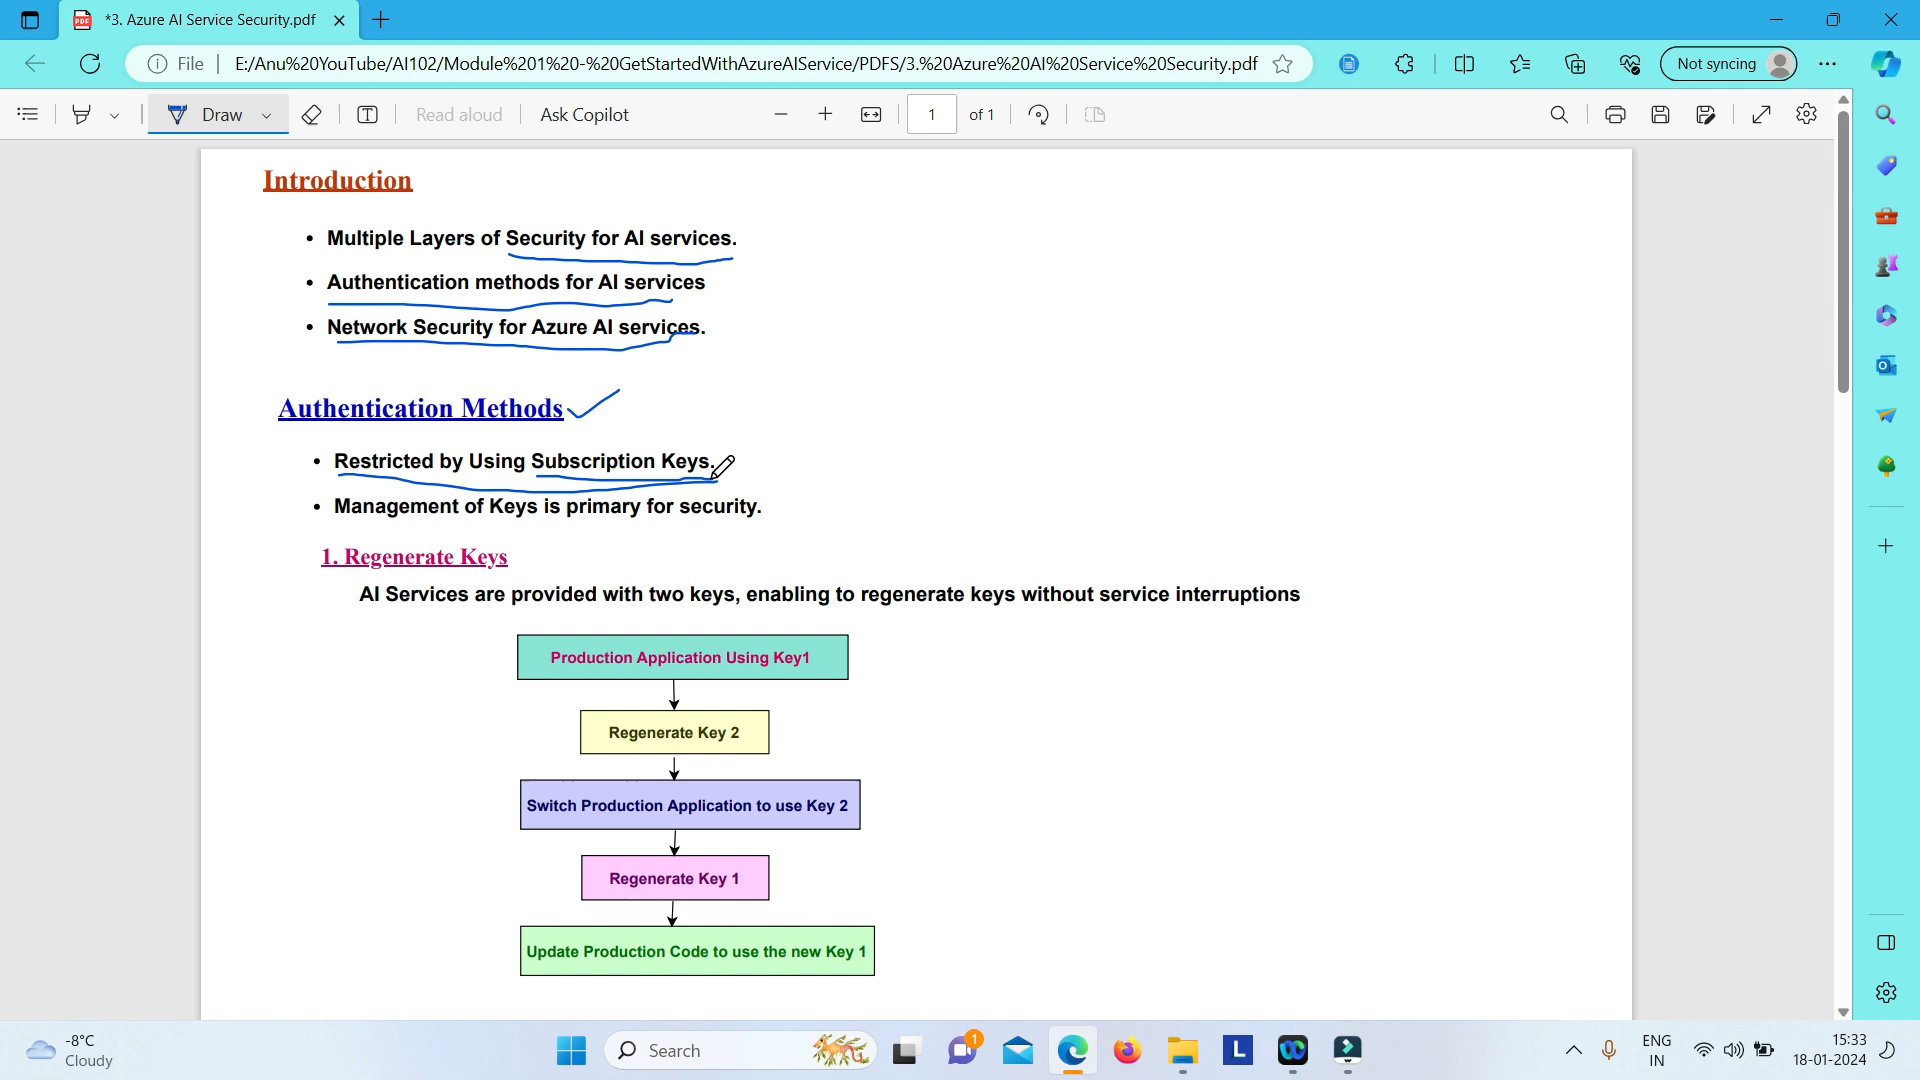 *3. Azure AI Service Security.pdf
File
E:/Anu%20YouTube/AI102/Module%201%20-%20GetStartedWithAzureAIService/PDFS/3.%20Azure%20AI%20Service%20Security.pdf
Not syncing
Draw
Read aloud
Ask Copilot
1
of 1
Introduction
• Multiple Layers of Security for AI services.
• Authentication methods for AI services
• Network Security for Azure AI services.
Authentication Methods
• Restricted by Using Subscription Keys.
• Management of Keys is primary for security.
1. Regenerate Keys
AI Services are provided with two keys, enabling to regenerate keys without service interruptions
Production Application Using Key1
Regenerate Key 2
Switch Production Application to use Key 2
Regenerate Key 1
Update Production Code to use the new Key 1
-8°C
Cloudy
Search
1
L
ENG
IN
15:33
18-01-2024